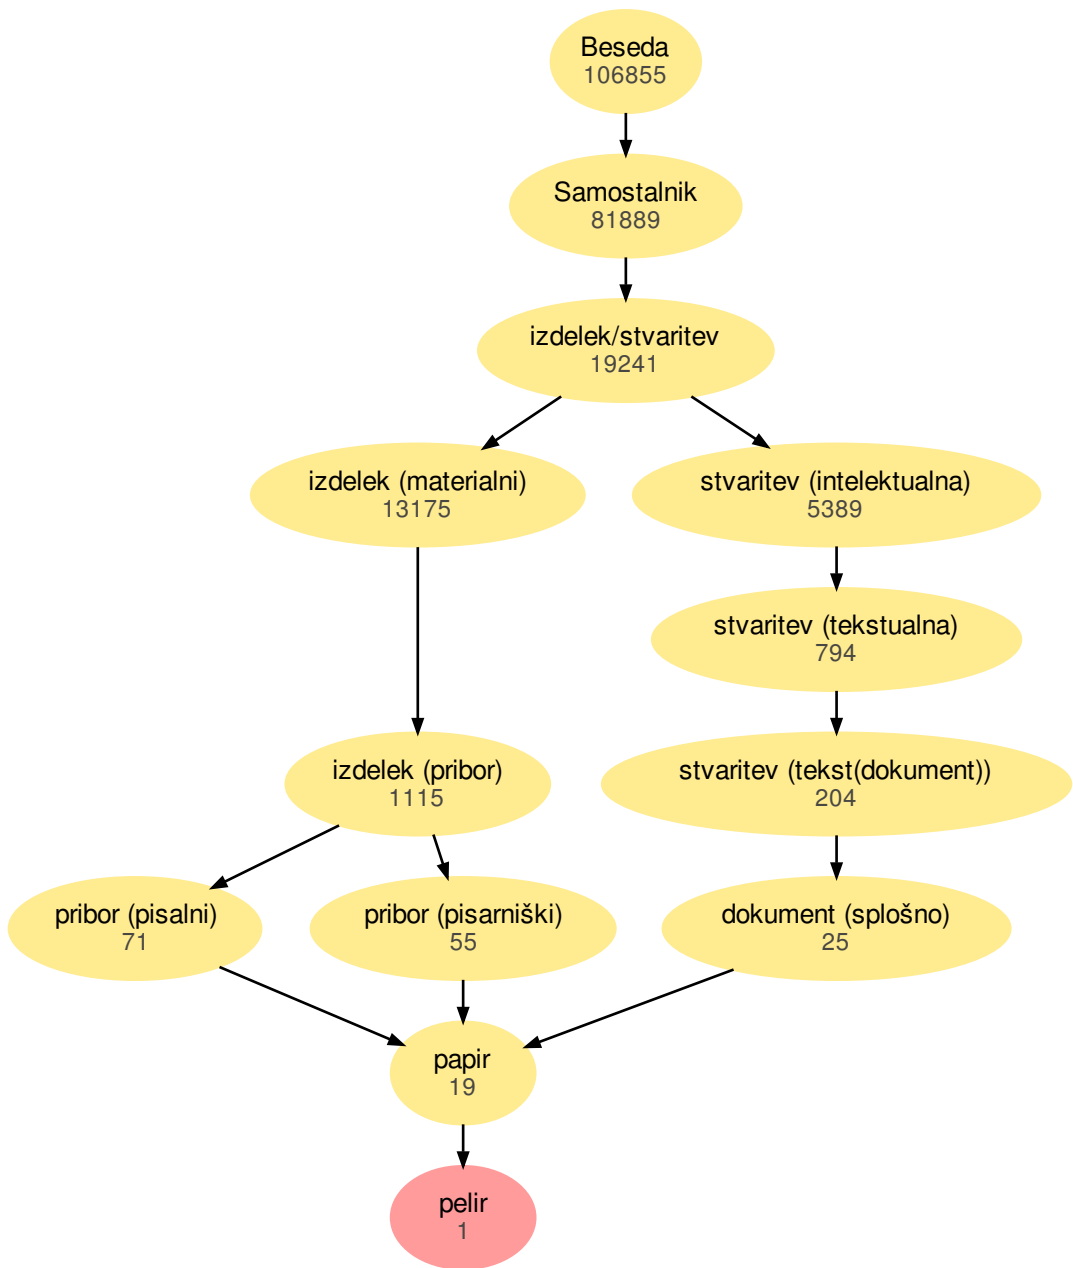 Beseda
106855
Samostalnik
81889
izdelek/stvaritev
19241
izdelek (materialni)
13175
stvaritev (intelektualna)
5389
stvaritev (tekstualna)
794
izdelek (pribor)
1115
stvaritev (tekst(dokument))
204
pribor (pisalni)
71
pribor (pisarniški)
55
dokument (splošno)
25
papir
19
pelir
1